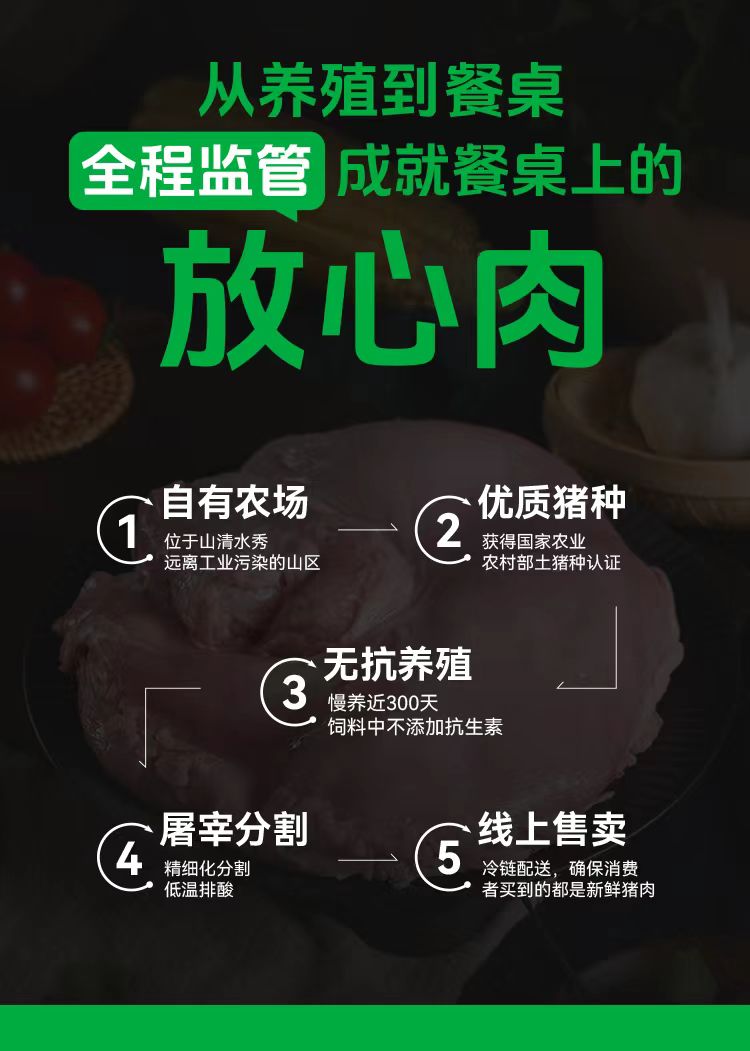 从养殖到餐桌
全程监管 成就餐桌上的
放心肉
1 自有农场
位于山清水秀
远离工业污染的山区
2 优质猪种
获得国家农业
农村部土猪种认证
3 无抗养殖
慢养近300天
饲料中不添加抗生素
4 屠宰分割
精细化分割
低温排酸
5 线上售卖
冷链配送，确保消费
者买到的都是新鲜猪肉